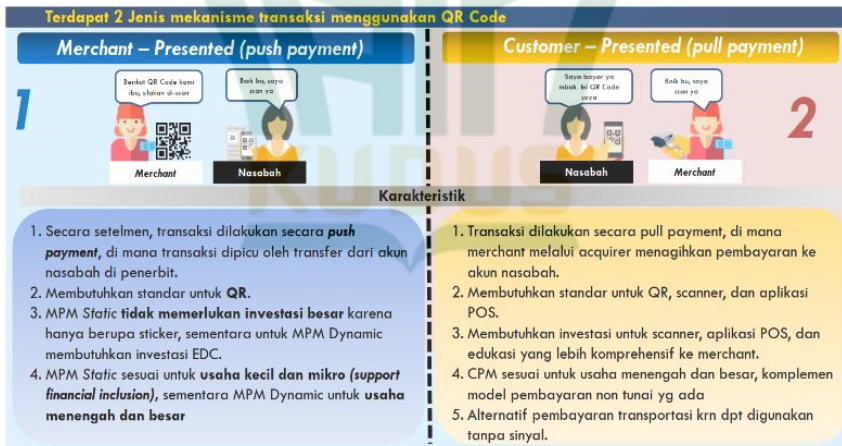 Terdapat 2 Jenis mekanisme transaksi menggunakan QR Code
Merchant – Presented (push payment)
1
Berikut QR Code kami
ibu, silakan di-scan
Baik bu, saya
scan ya
Merchant
Nasabah
Customer – Presented (pull payment)
Saya bayar ya
mbak. Ini QR Code
saya
Baik bu, saya
scan ya
2
Nasabah
Merchant
KUDUS
Karakteristik
1. Secara setelmen, transaksi dilakukan secara push
payment, di mana transaksi dipicu oleh transfer dari akun
nasabah di penerbit.
2. Membutuhkan standar untuk QR.
3. MPM Static tidak memerlukan investasi besar karena
hanya berupa sticker, sementara untuk MPM Dynamic
membutuhkan investasi EDC.
4. MPM Static sesuai untuk usaha kecil dan mikro (support
financial inclusion), sementara MPM Dynamic untuk usaha
menengah dan besar
1. Transaksi dilakukan secara pull payment, di mana
merchant melalui acquirer menagihkan pembayaran ke
akun nasabah.
2. Membutuhkan standar untuk QR, scanner, dan aplikasi
POS.
3. Membutuhkan investasi untuk scanner, aplikasi POS, dan
edukasi yang lebih komprehensif ke merchant.
4. CPM sesuai untuk usaha menengah dan besar, komplemen
model pembayaran non tunai yg ada
5. Alternatif pembayaran transportasi krn dpt digunakan
tanpa sinyal.